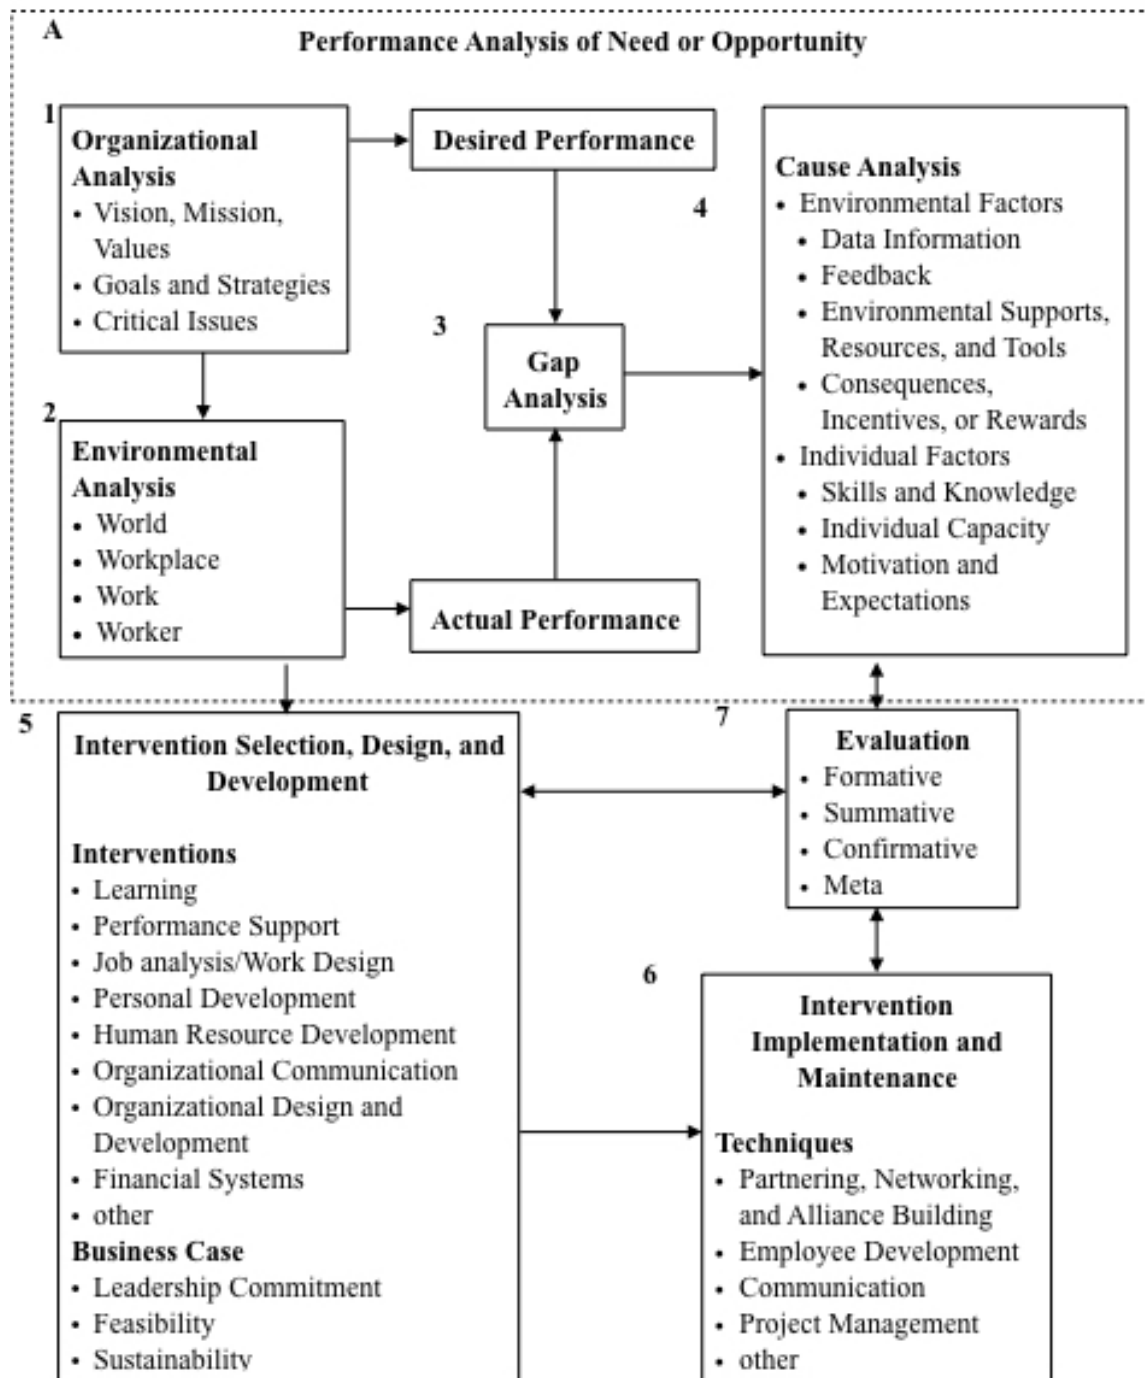 A
Performance Analysis of Need or Opportunity
1
Organizational
Analysis
• Vision, Mission,
Values
• Goals and Strategies
• Critical Issues
Desired Performance
2
Environmental
Analysis
• World
• Workplace
• Work
• Worker
Actual Performance
3
Gap
Analysis
4
Cause Analysis
• Environmental Factors
• Data Information
• Feedback
• Environmental Supports,
Resources, and Tools
• Consequences,
Incentives, or Rewards
• Individual Factors
• Skills and Knowledge
• Individual Capacity
• Motivation and
Expectations
5
Intervention Selection, Design, and
Development
Interventions
• Learning
• Performance Support
• Job analysis/Work Design
• Personal Development
• Human Resource Development
• Organizational Communication
• Organizational Design and
Development
• Financial Systems
• other
Business Case
• Leadership Commitment
• Feasibility
• Sustainability
7
Evaluation
• Formative
• Summative
• Confirmative
• Meta
6
Intervention
Implementation and
Maintenance
Techniques
• Partnering, Networking,
and Alliance Building
• Employee Development
• Communication
• Project Management
• other